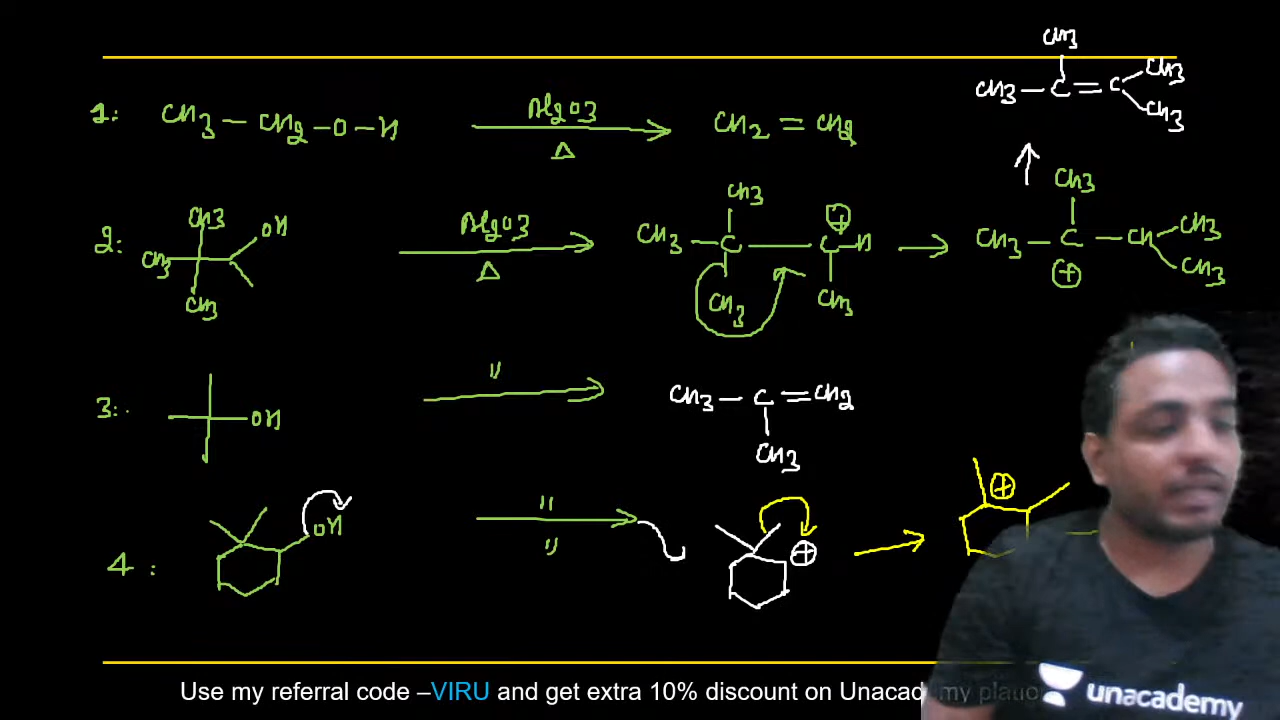 CH3
CH3 — C = C CH3
CH3
1: CH3 — CH2 — O — H Al2O3 Δ CH2 = CH2
2: CH3 CH3 CH3 OH Al2O3 Δ CH3 — C — C — H CH3 CH3 CH3 ⊕ CH3 — C — CH CH3 CH3 CH3 ⊕
3: OH " CH3 — C = CH2
CH3
4: OH " " ⊕ ⊕
unacademy
Use my referral code –VIRU and get extra 10% discount on Unacademy